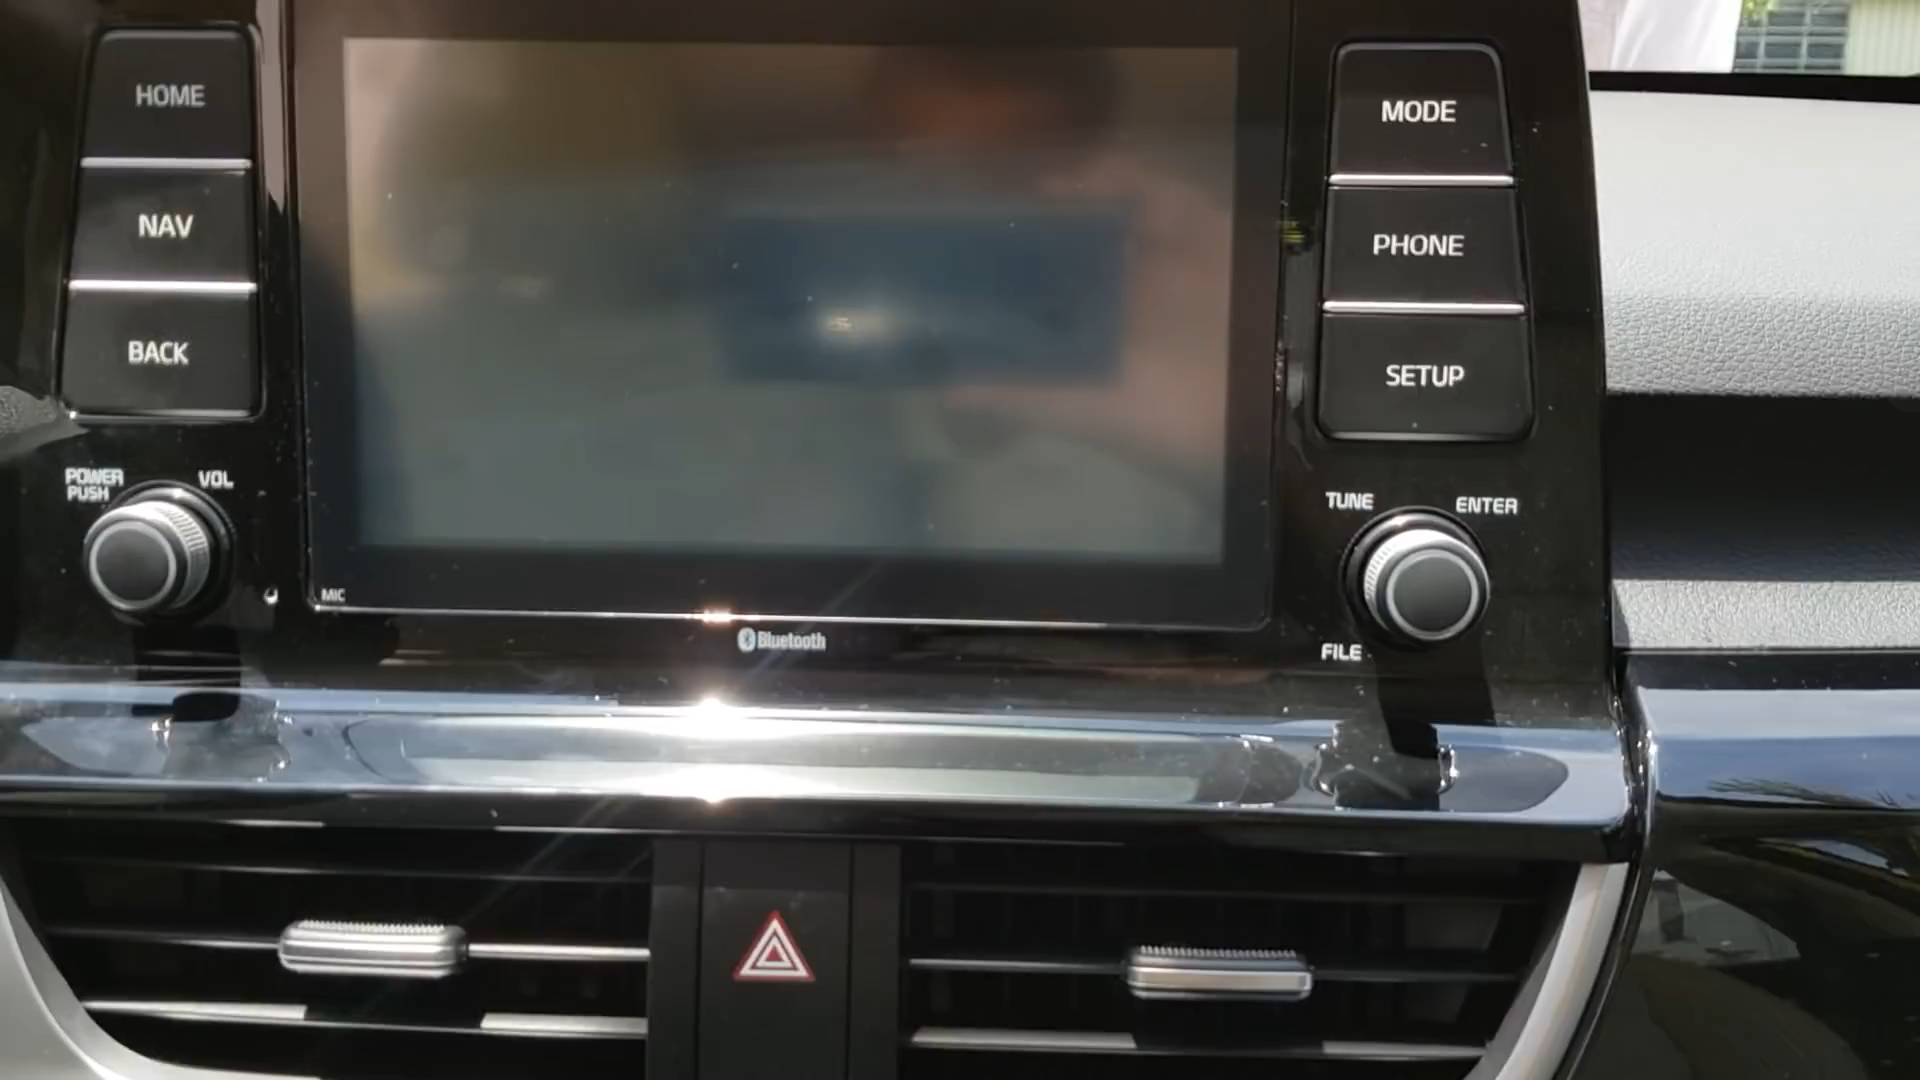 HOME
NAV
BACK
POWER
PUSH
VOL
MIC
Bluetooth
MODE
PHONE
SETUP
TUNE
ENTER
FILE